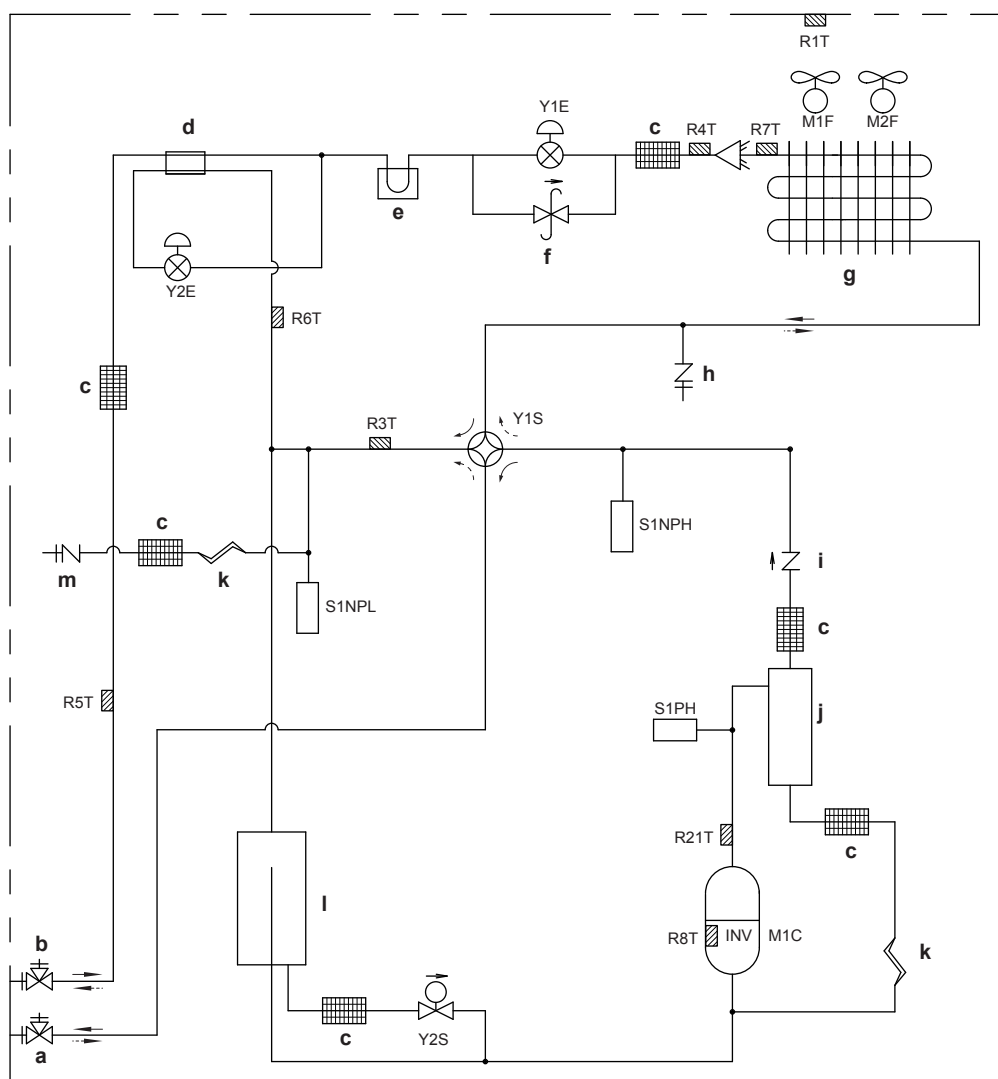 R1T
M1F
M2F
Y1E
c
R4T
R7T
d
e
f
g
Y2E
R6T
h
c
R3T
Y1S
S1NPH
c
m
k
S1NPL
i
c
R5T
S1PH
j
R21T
c
l
R8T
INV
M1C
k
b
c
Y2S
a